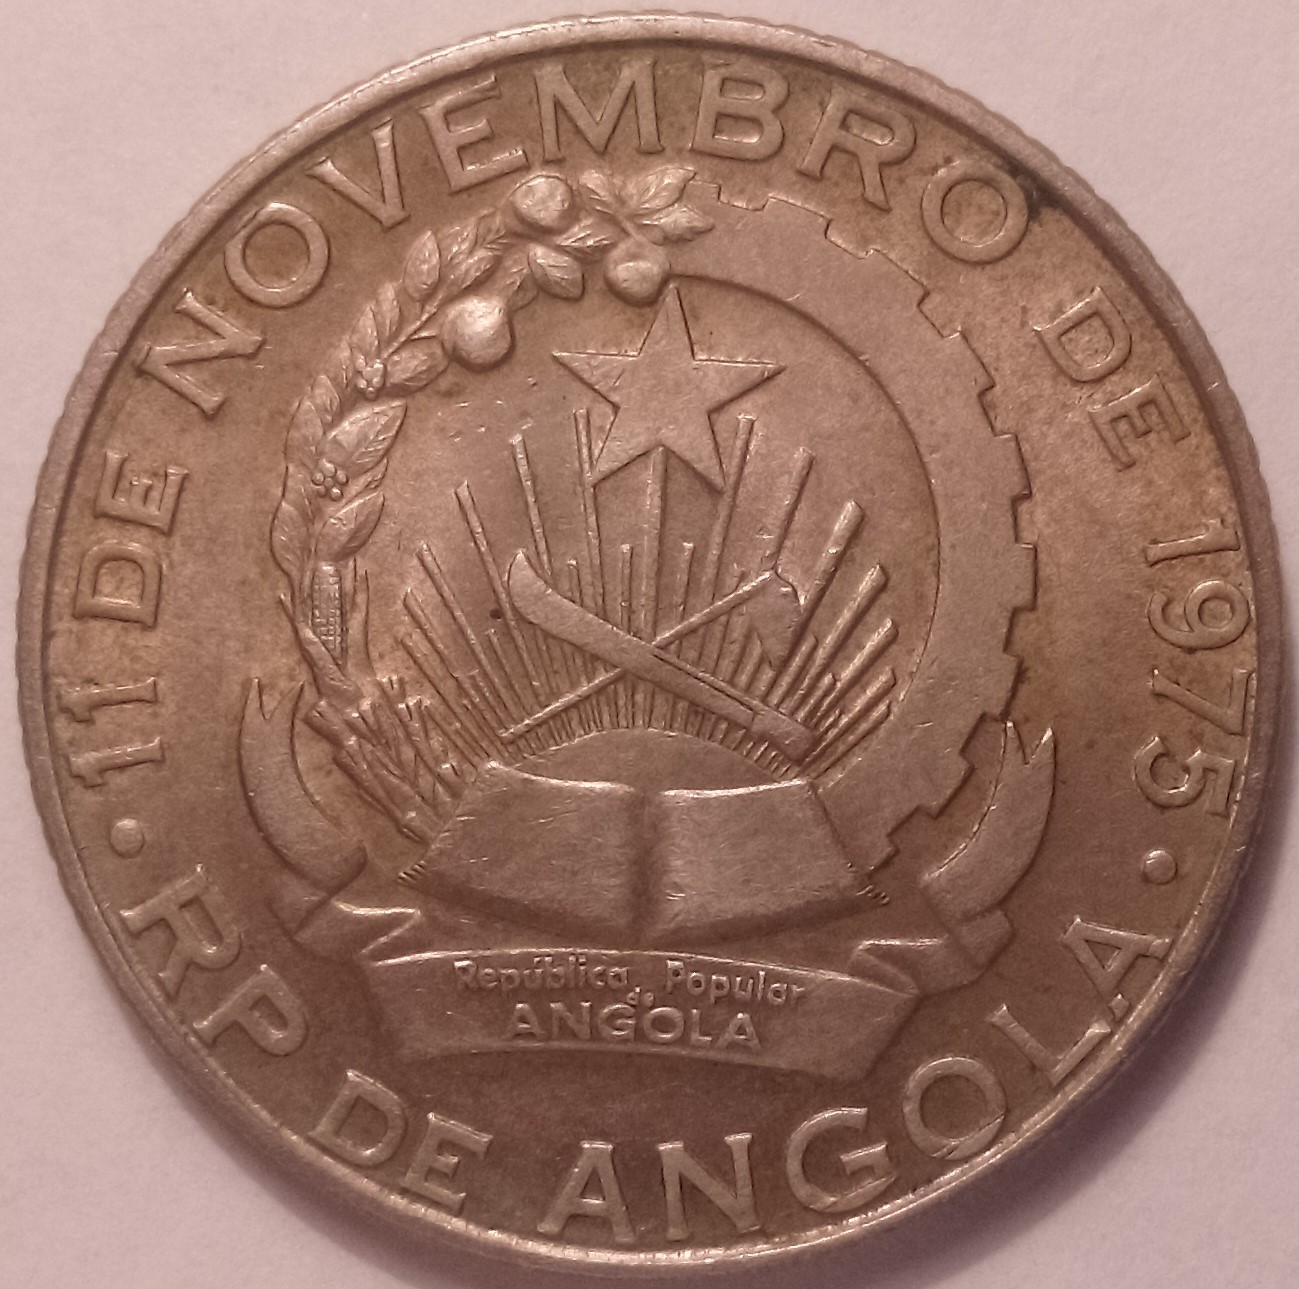 11 DE NOVEMBRO DE 1975
República Popular
de
ANGOLA
• RP DE ANGOLA •